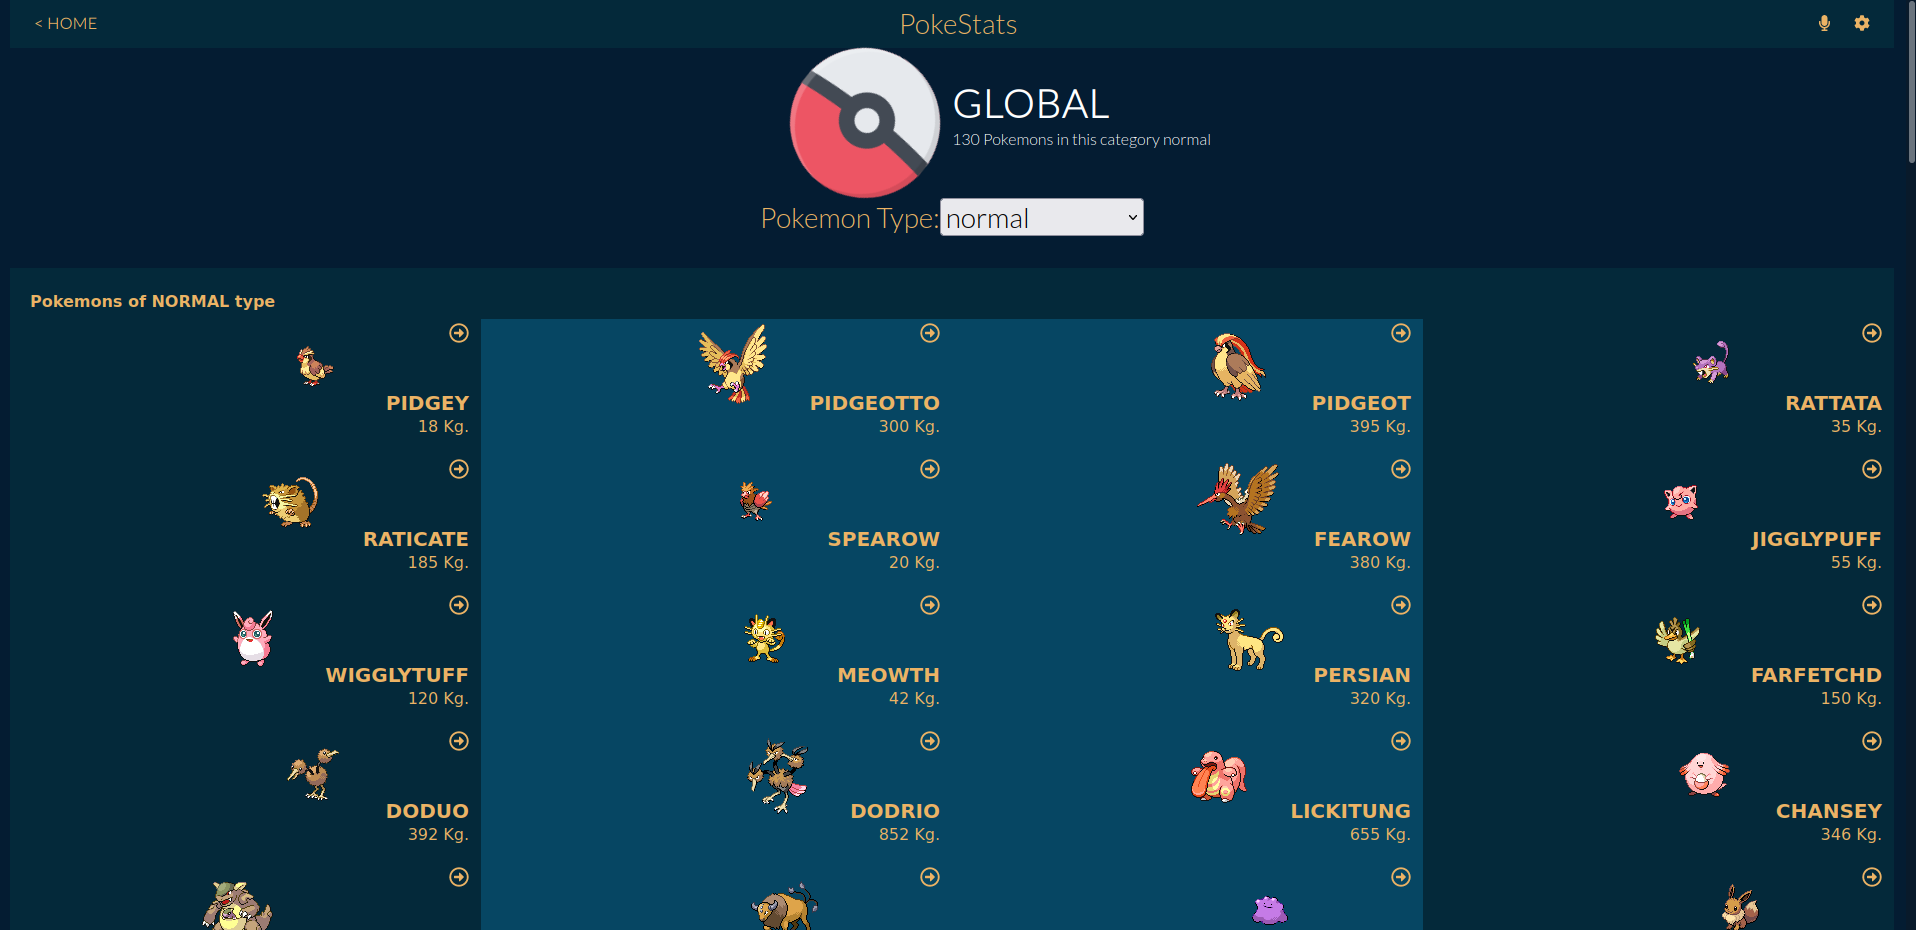 < HOME
PokeStats
GLOBAL
130 Pokemons in this category normal
Pokemon Type:
normal
Pokemons of NORMAL type
PIDGEY
18 Kg.
PIDGEOTTO
300 Kg.
PIDGEOT
395 Kg.
RATTATA
35 Kg.
RATICATE
185 Kg.
SPEAROW
20 Kg.
FEAROW
380 Kg.
JIGGLYPUFF
55 Kg.
WIGGLYTUFF
120 Kg.
MEOWTH
42 Kg.
PERSIAN
320 Kg.
FARFETCHD
150 Kg.
DODUO
392 Kg.
DODRIO
852 Kg.
LICKITUNG
655 Kg.
CHANSEY
346 Kg.